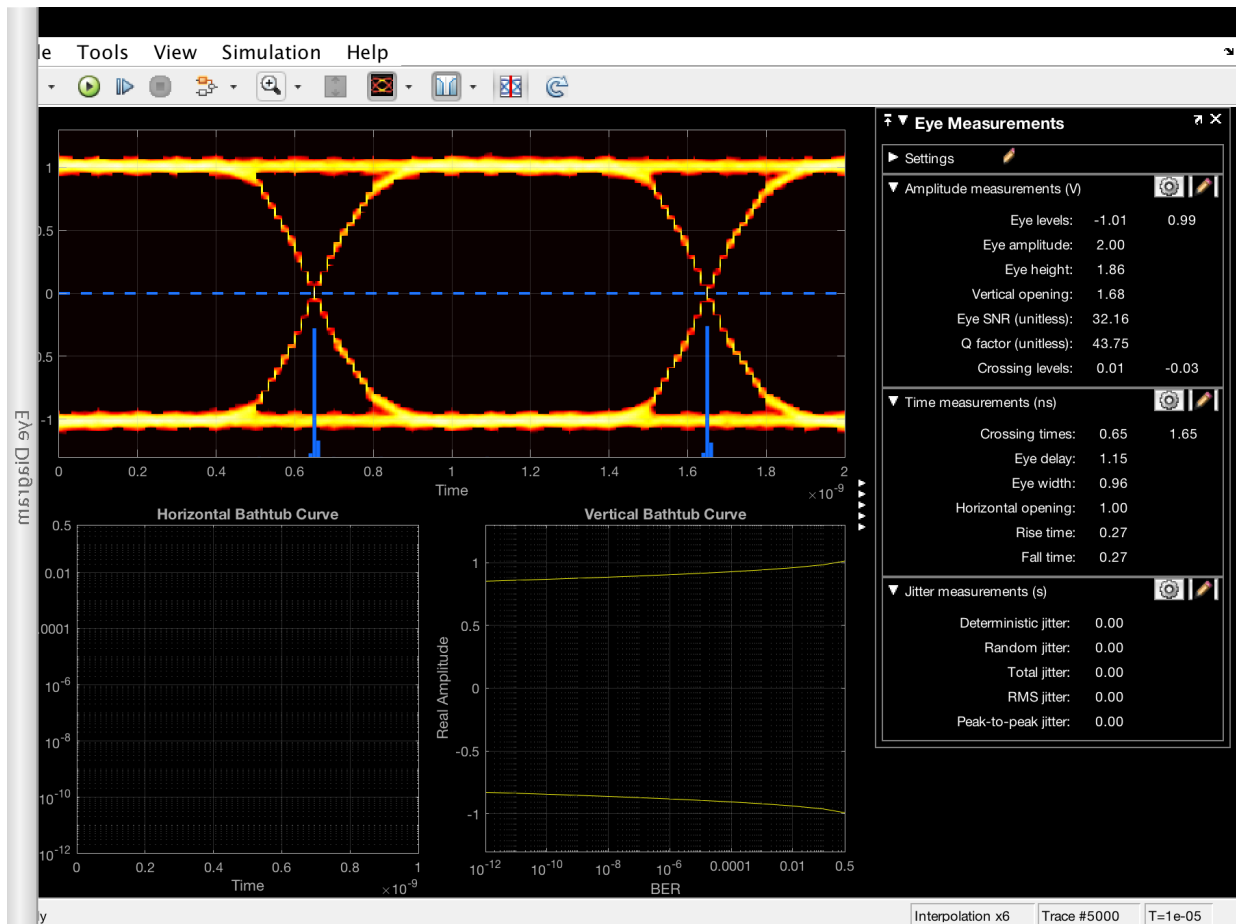 le Tools View Simulation Help
Eye Diagram
1
0.5
0
0.5
-1
0 0.2 0.4 0.6 0.8 1 1.2 1.4 1.6 1.8 2
Time
×10^-9
Horizontal Bathtub Curve
0.5
0.01
.0001
10^-6
10^-8
10^-10
10^-12
0 0.2 0.4 0.6 0.8 1
Time
×10^-9
Vertical Bathtub Curve
Real Amplitude
1
0.5
0
-0.5
-1
10^-12 10^-10 10^-8 10^-6 0.0001 0.01 0.5
BER
Eye Measurements
Settings
Amplitude measurements (V)
Eye levels: -1.01 0.99
Eye amplitude: 2.00
Eye height: 1.86
Vertical opening: 1.68
Eye SNR (unitless): 32.16
Q factor (unitless): 43.75
Crossing levels: 0.01 -0.03
Time measurements (ns)
Crossing times: 0.65 1.65
Eye delay: 1.15
Eye width: 0.96
Horizontal opening: 1.00
Rise time: 0.27
Fall time: 0.27
Jitter measurements (s)
Deterministic jitter: 0.00
Random jitter: 0.00
Total jitter: 0.00
RMS jitter: 0.00
Peak-to-peak jitter: 0.00
y
Interpolation x6 Trace #5000 T=1e-05